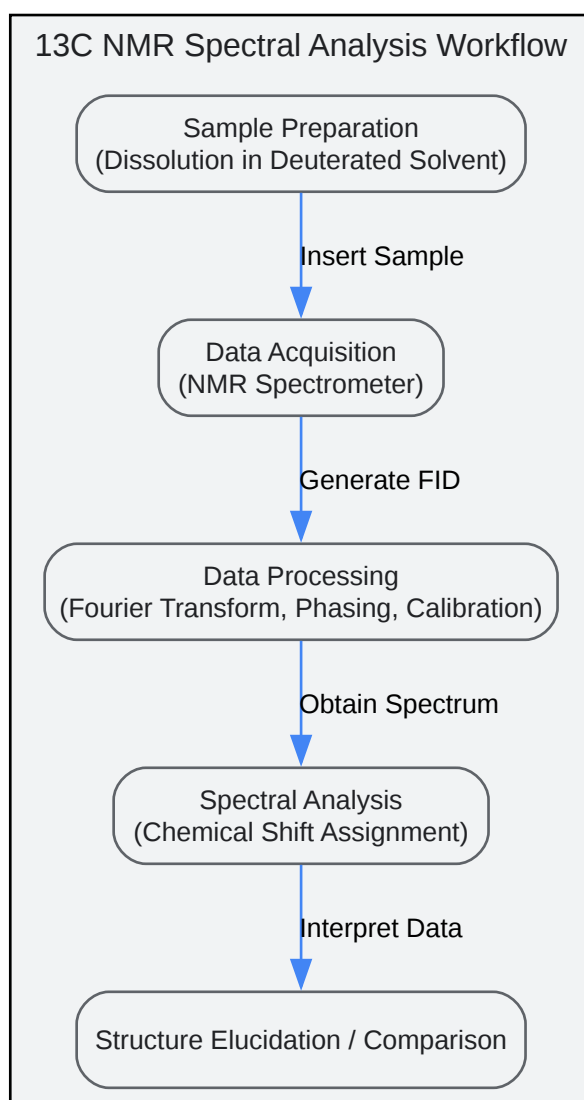 13C NMR Spectral Analysis Workflow
Sample Preparation
(Dissolution in Deuterated Solvent)
Insert Sample
Data Acquisition
(NMR Spectrometer)
Generate FID
Data Processing
(Fourier Transform, Phasing, Calibration)
Obtain Spectrum
Spectral Analysis
(Chemical Shift Assignment)
Interpret Data
Structure Elucidation / Comparison